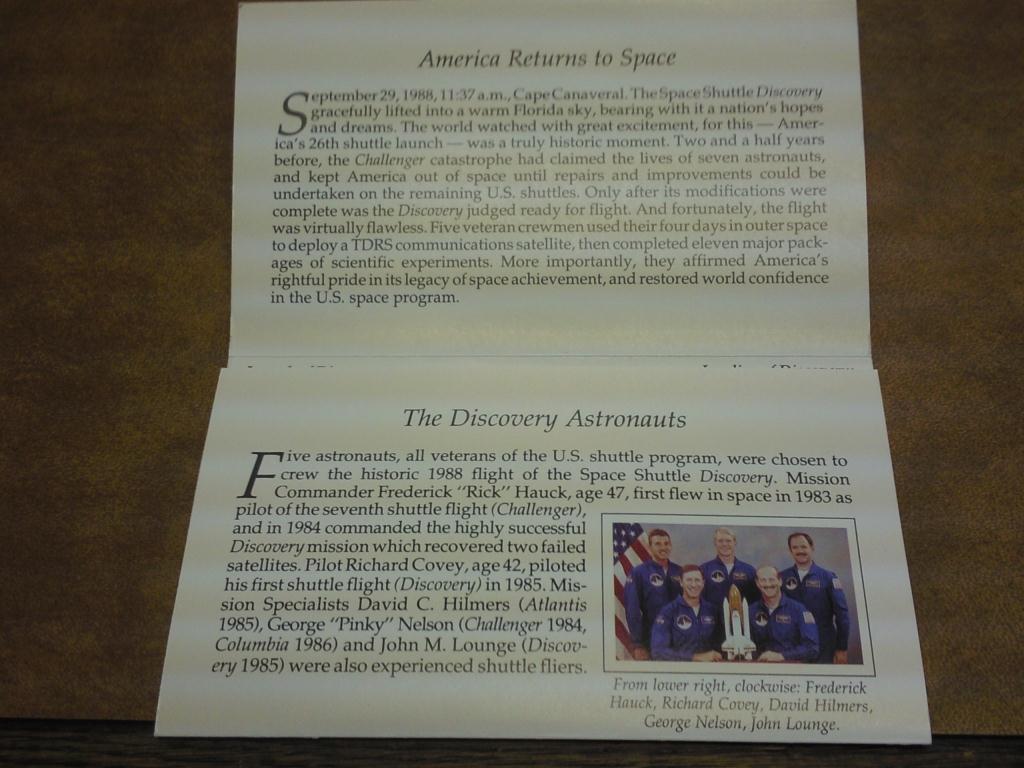 America Returns to Space
September 29, 1988, 11:37 a.m., Cape Canaveral. The Space Shuttle Discovery
gracefully lifted into a warm Florida sky, bearing with it a nation's hopes
and dreams. The world watched with great excitement, for this — Amer-
ica's 26th shuttle launch — was a truly historic moment. Two and a half years
before, the Challenger catastrophe had claimed the lives of seven astronauts,
and kept America out of space until repairs and improvements could be
undertaken on the remaining U.S. shuttles. Only after its modifications were
complete was the Discovery judged ready for flight. And fortunately, the flight
was virtually flawless. Five veteran crewmen used their four days in outer space
to deploy a TDRS communications satellite, then completed eleven major pack-
ages of scientific experiments. More importantly, they affirmed America's
rightful pride in its legacy of space achievement, and restored world confidence
in the U.S. space program.
The Discovery Astronauts
Five astronauts, all veterans of the U.S. shuttle program, were chosen to
crew the historic 1988 flight of the Space Shuttle Discovery. Mission
Commander Frederick "Rick" Hauck, age 47, first flew in space in 1983 as
pilot of the seventh shuttle flight (Challenger),
and in 1984 commanded the highly successful
Discovery mission which recovered two failed
satellites. Pilot Richard Covey, age 42, piloted
his first shuttle flight (Discovery) in 1985. Mis-
sion Specialists David C. Hilmers (Atlantis
1985), George "Pinky" Nelson (Challenger 1984,
Columbia 1986) and John M. Lounge (Discov-
ery 1985) were also experienced shuttle fliers.
From lower right, clockwise: Frederick
Hauck, Richard Covey, David Hilmers,
George Nelson, John Lounge.